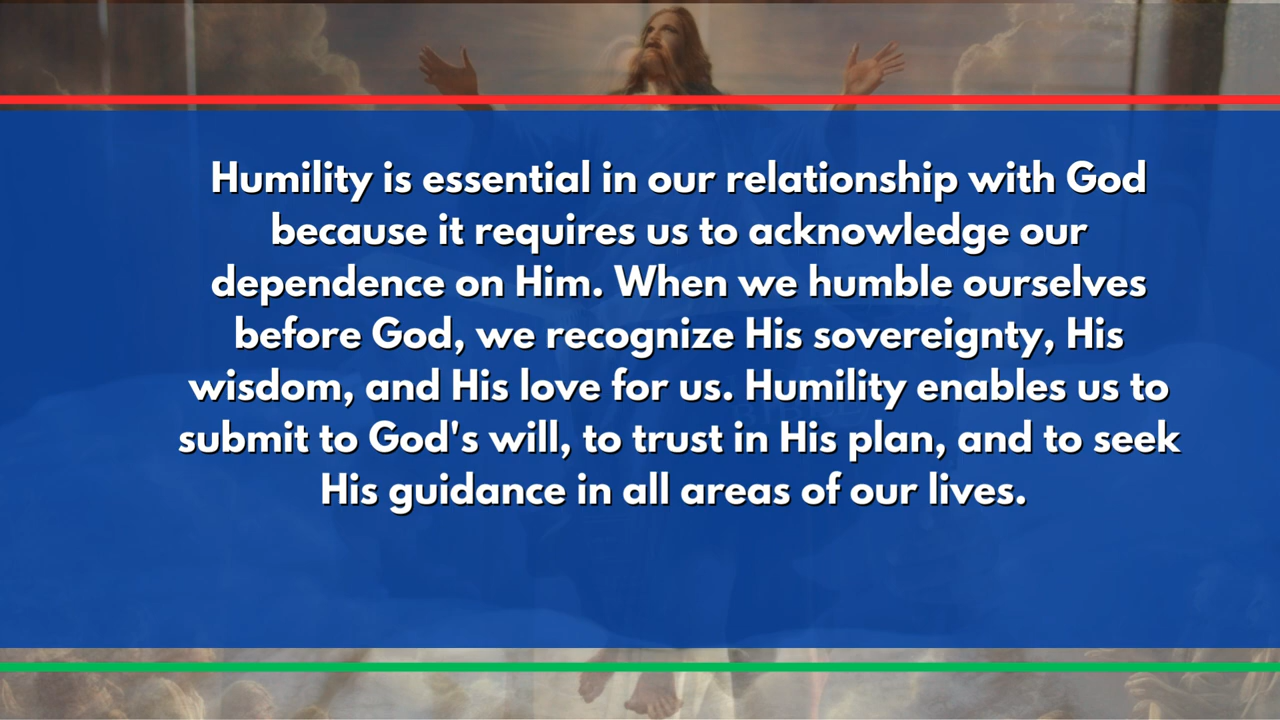 Humility is essential in our relationship with God
because it requires us to acknowledge our
dependence on Him. When we humble ourselves
before God, we recognize His sovereignty, His
wisdom, and His love for us. Humility enables us to
submit to God's will, to trust in His plan, and to seek
His guidance in all areas of our lives.